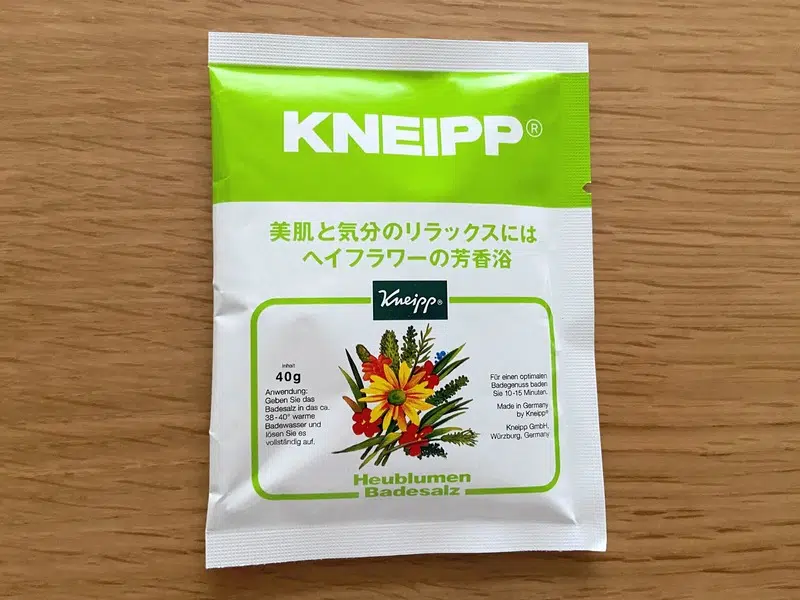 KNEIPP®
美肌と気分のリラックスには
ヘイフラワーの芳香浴
Kneipp®
Inhalt
40g
Anwendung:
Geben Sie das
Badesalz in das ca.
38-40° warme
Badewasser und
lösen Sie es
vollständig auf.
Für einen optimalen
Badegenuss baden
Sie 10-15 Minuten.
Made in Germany
by Kneipp®
Kneipp GmbH,
Würzburg, Germany
Heublumen
Badesalz